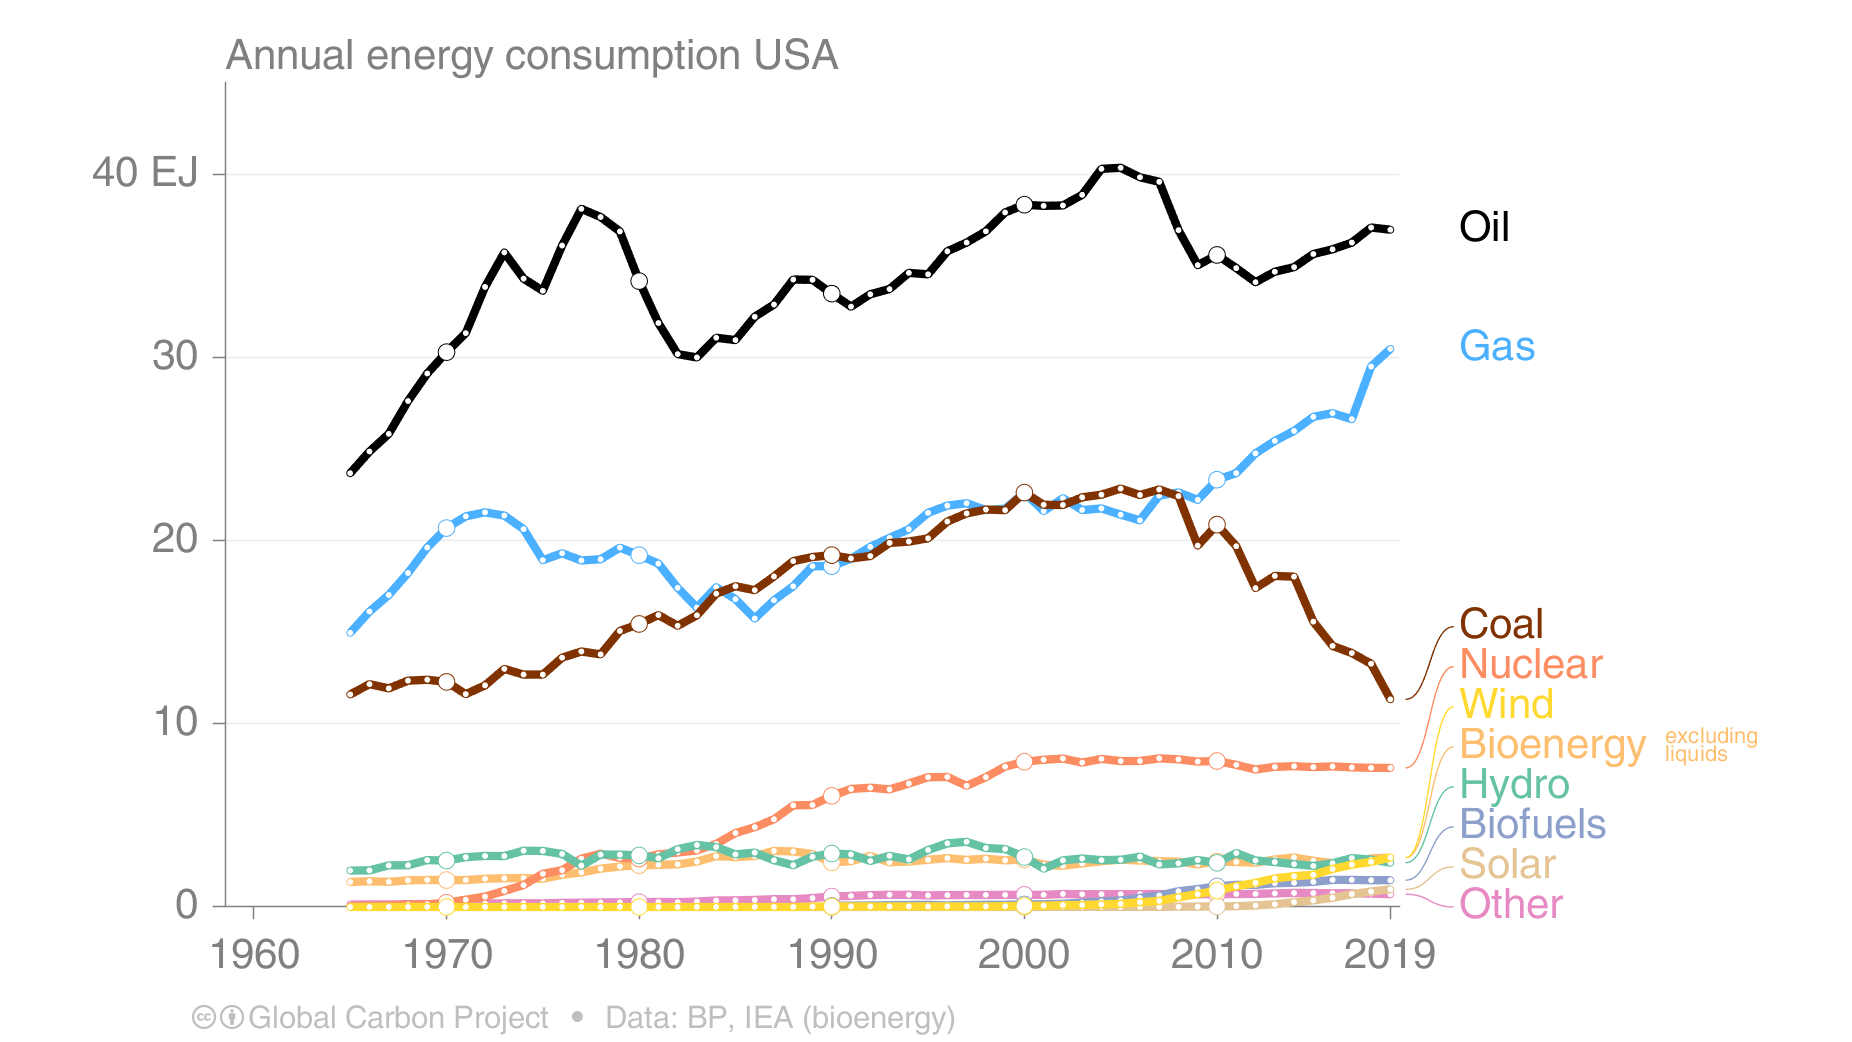 Annual energy consumption USA
40 EJ
30
20
10
0
1960 1970 1980 1990 2000 2010 2019
Oil
Gas
Coal
Nuclear
Wind
Bioenergy excluding liquids
Hydro
Biofuels
Solar
Other
cc Global Carbon Project • Data: BP, IEA (bioenergy)